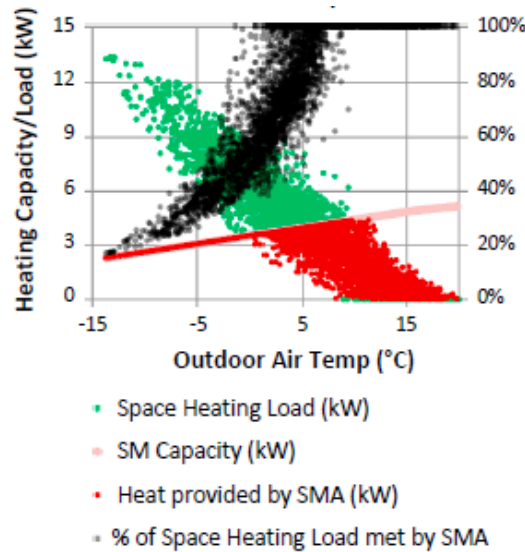 Heating Capacity/Load (kW)
15
12
9
6
3
0
100%
80%
60%
40%
20%
0%
-15
-5
5
15
Outdoor Air Temp (°C)
Space Heating Load (kW)
SM Capacity (kW)
Heat provided by SMA (kW)
% of Space Heating Load met by SMA